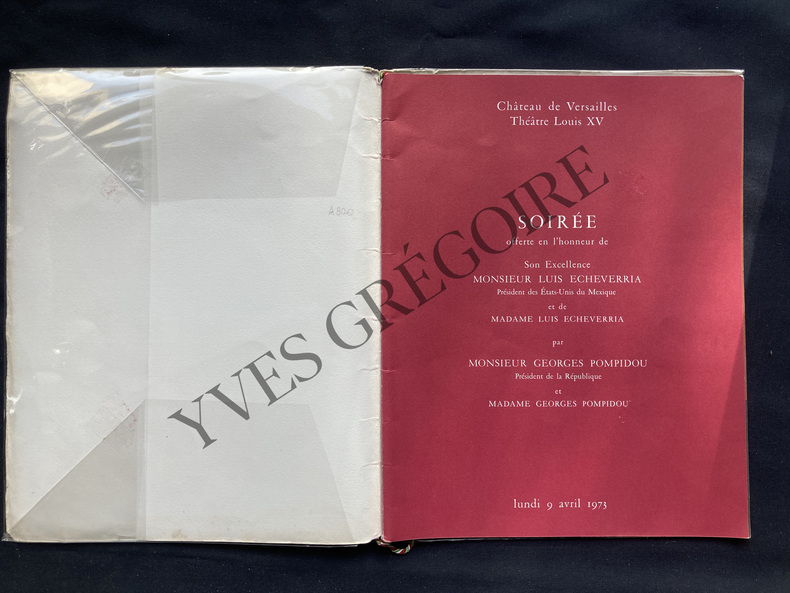 A800
Château de Versailles
Théâtre Louis XV
SOIRÉE
offerte en l'honneur de
Son Excellence
MONSIEUR LUIS ECHEVERRIA
Président des États-Unis du Mexique
et de
MADAME LUIS ECHEVERRIA
par
MONSIEUR GEORGES POMPIDOU
Président de la République
et
MADAME GEORGES POMPIDOU
lundi 9 avril 1973
YVES GRÉGOIRE